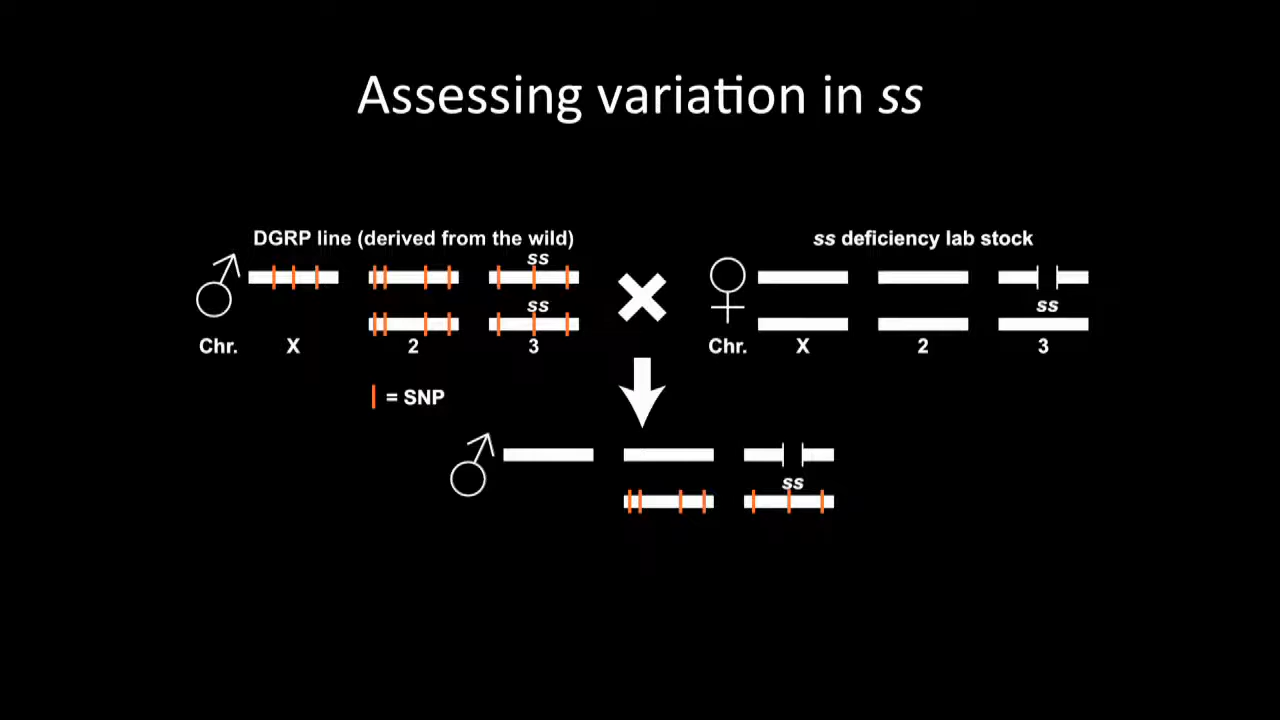 Assessing variation in ss
DGRP line (derived from the wild)
ss
ss
Chr. X 2 3
= SNP
ss deficiency lab stock
ss
Chr. X 2 3
ss